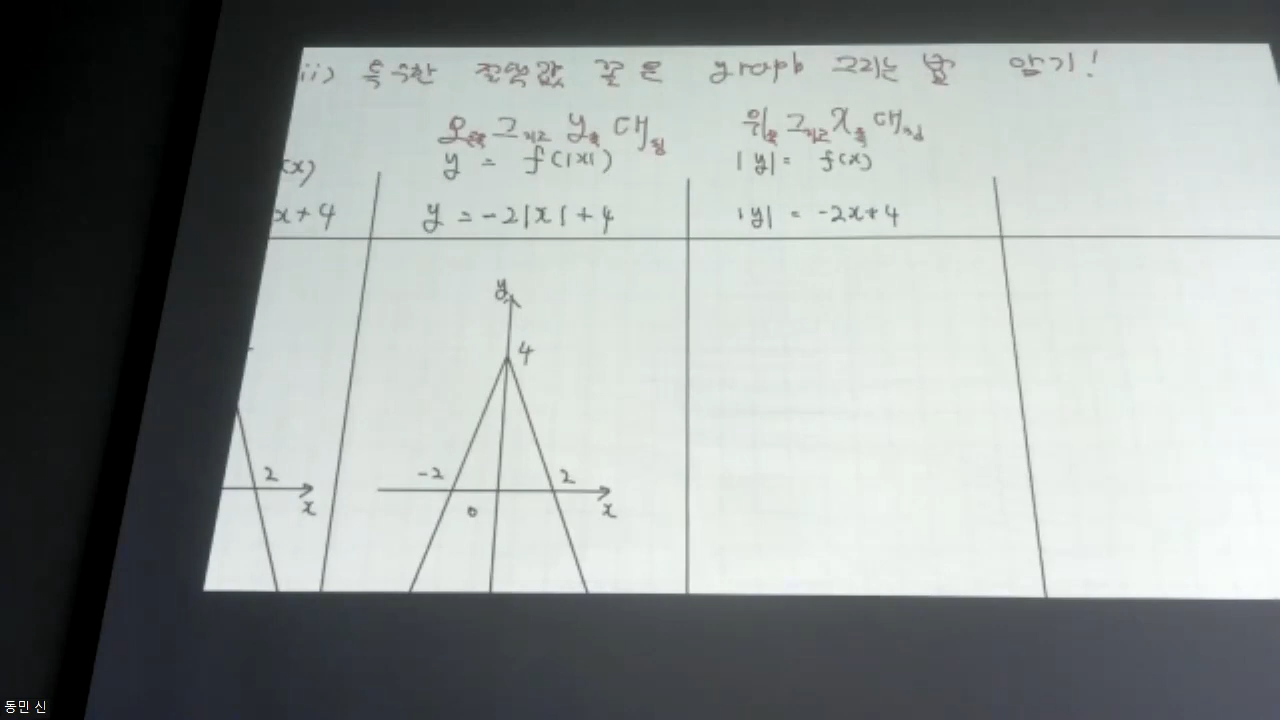 ii) 특수한 절댓값 꼴은 graph 그리는 법 암기!
오른쪽 그리고 y축 대칭
위쪽 그리고 x축 대칭
(x)
y = f(|x|)
|y| = f(x)
x+4
y = -2|x|+4
|y| = -2x+4
y
4
2
x
-2
0
2
x
동민 신